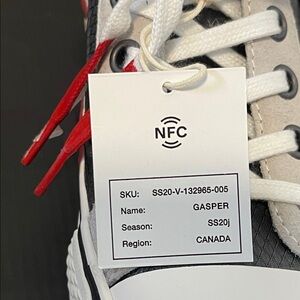 NFC
SKU: SS20-V-132965-005
Name: GASPER
Season: SS20j
Region: CANADA